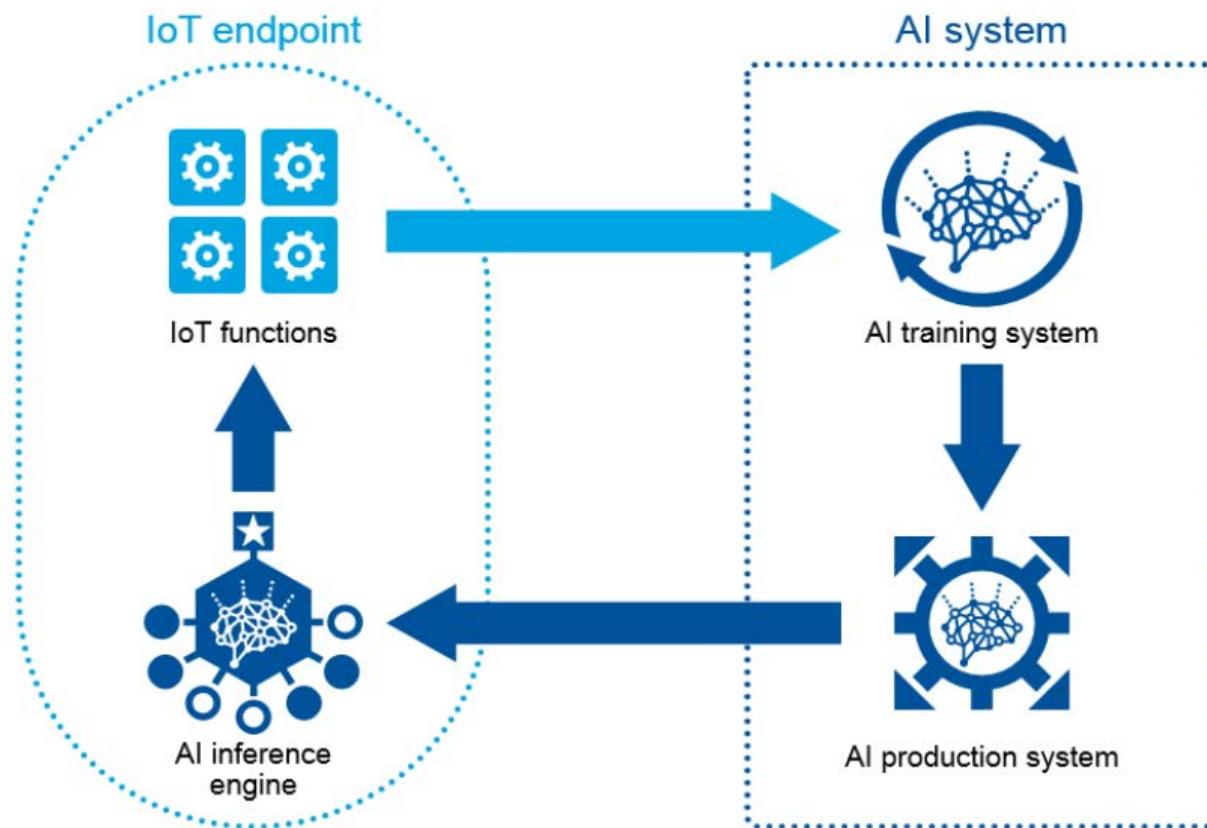 IoT endpoint
AI system
IoT functions
AI training system
AI inference
engine
AI production system